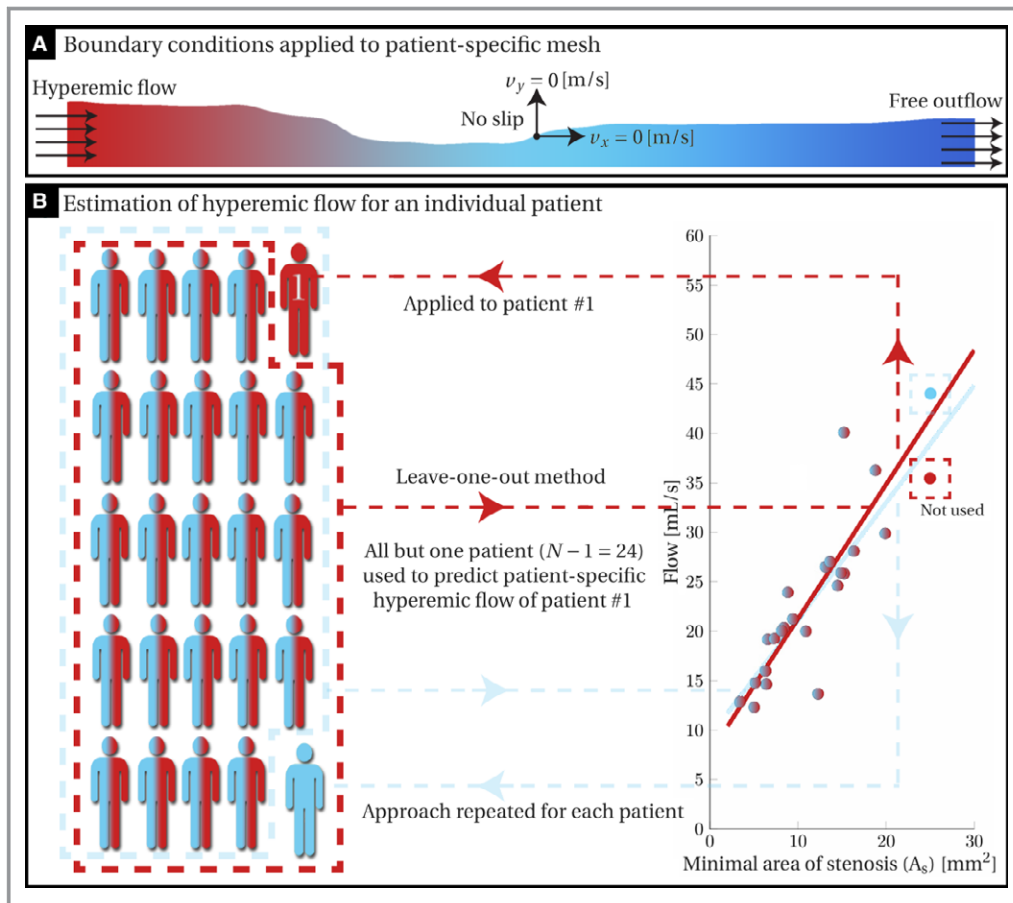 A Boundary conditions applied to patient-specific mesh
Hyperemic flow
v_y = 0 [m/s]
No slip
v_x = 0 [m/s]
Free outflow
B Estimation of hyperemic flow for an individual patient
1
Applied to patient #1
Leave-one-out method
All but one patient (N − 1 = 24)
used to predict patient-specific
hyperemic flow of patient #1
Approach repeated for each patient
60
55
50
45
40
35
30
25
20
15
10
5
0
Flow [mL/s]
Not used
0
10
20
30
Minimal area of stenosis (Aₛ) [mm²]